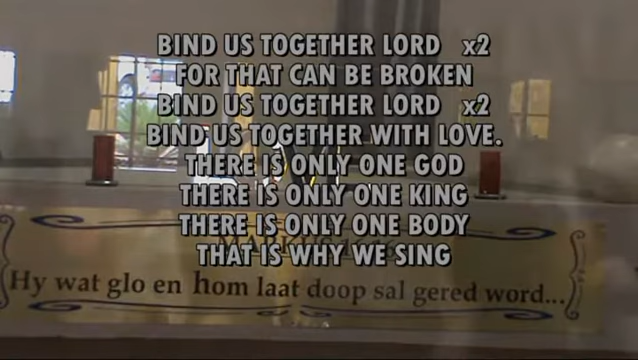 BIND US TOGETHER LORD x2
FOR THAT CAN BE BROKEN
BIND US TOGETHER LORD x2
BIND US TOGETHER WITH LOVE.
THERE IS ONLY ONE GOD
THERE IS ONLY ONE KING
THERE IS ONLY ONE BODY
THAT IS WHY WE SING
MARKUS
Hy wat glo en hom laat doop sal gered word...